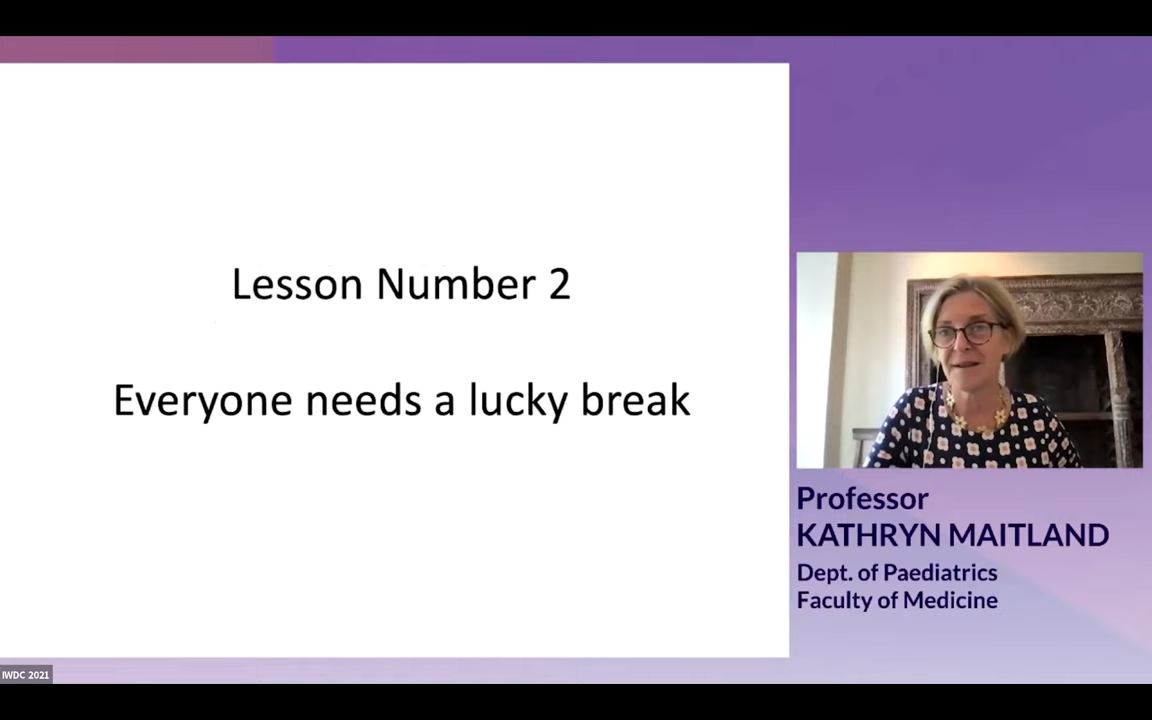 Lesson Number 2
Everyone needs a lucky break
Professor
KATHRYN MAITLAND
Dept. of Paediatrics
Faculty of Medicine
IWDC 2021